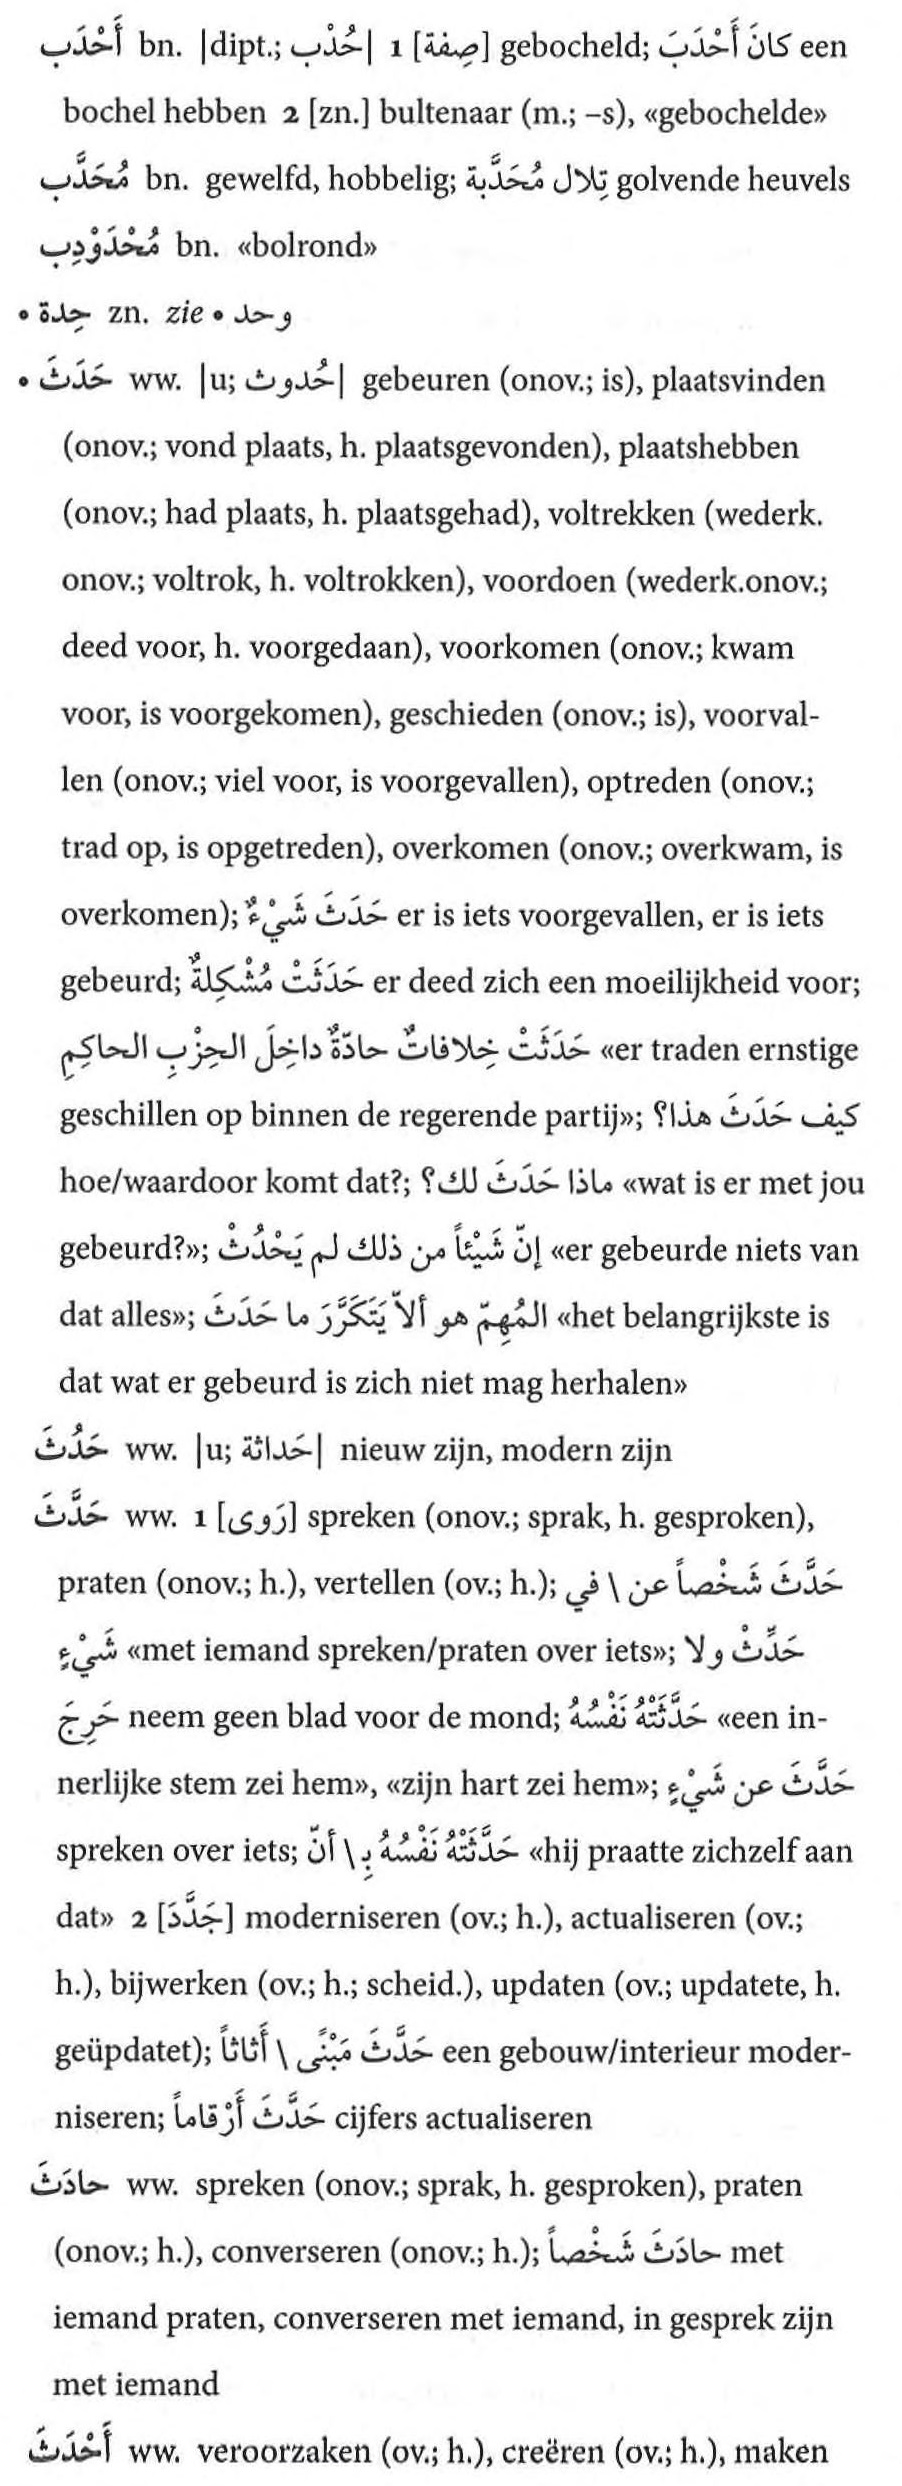 أَحْدَب bn. |dipt.; حُدْب| 1 [صِفة] gebocheld; كانَ أَحْدَبَ een
bochel hebben 2 [zn.] bultenaar (m.; –s), «gebochelde»
مُحَدَّب bn. gewelfd, hobbelig; تِلال مُحَدَّبة golvende heuvels
مُحْدَوْدِب bn. «bolrond»
• حِدة zn. zie • وحد
• حَدَثَ ww. |u; حُدوث| gebeuren (onov.; is), plaatsvinden
(onov.; vond plaats, h. plaatsgevonden), plaatshebben
(onov.; had plaats, h. plaatsgehad), voltrekken (wederk.
onov.; voltrok, h. voltrokken), voordoen (wederk.onov.;
deed voor, h. voorgedaan), voorkomen (onov.; kwam
voor, is voorgekomen), geschieden (onov.; is), voorval-
len (onov.; viel voor, is voorgevallen), optreden (onov.;
trad op, is opgetreden), overkomen (onov.; overkwam, is
overkomen); حَدَثَ شَيْءٌ er is iets voorgevallen, er is iets
gebeurd; حَدَثَتْ مُشْكِلةٌ er deed zich een moeilijkheid voor;
حَدَثَتْ خِلافاتٌ حادّةٌ داخِلَ الحِزْبِ الحاكِمِ «er traden ernstige
geschillen op binnen de regerende partij»; كيف حَدَثَ هذا؟
hoe/waardoor komt dat?; ماذا حَدَثَ لك؟ «wat is er met jou
gebeurd?»; إنّ شَيْئاً من ذلك لم يَحْدُثْ «er gebeurde niets van
dat alles»; المُهِمّ هو ألاّ يَتَكَرَّرَ ما حَدَثَ «het belangrijkste is
dat wat er gebeurd is zich niet mag herhalen»
حَدُثَ ww. |u; حَداثة| nieuw zijn, modern zijn
حَدَّثَ ww. 1 [رَوى] spreken (onov.; sprak, h. gesproken),
praten (onov.; h.), vertellen (ov.; h.); حَدَّثَ شَخْصاً عن \ في
شَيْءٍ «met iemand spreken/praten over iets»; حَدِّثْ ولا
حَرِجَ neem geen blad voor de mond; حَدَّثَتْهُ نَفْسُهُ «een in-
nerlijke stem zei hem», «zijn hart zei hem»; حَدَّثَ عن شَيْءٍ
spreken over iets; حَدَّثَتْهُ نَفْسُهُ بِـ \ أنّ «hij praatte zichzelf aan
dat» 2 [جَدَّدَ] moderniseren (ov.; h.), actualiseren (ov.;
h.), bijwerken (ov.; h.; scheid.), updaten (ov.; updatete, h.
geüpdatet); حَدَّثَ مَبْنًى \ أَثاثاً een gebouw/interieur moder-
niseren; حَدَّثَ أَرْقاماً cijfers actualiseren
حادَثَ ww. spreken (onov.; sprak, h. gesproken), praten
(onov.; h.), converseren (onov.; h.); حادَثَ شَخْصاً met
iemand praten, converseren met iemand, in gesprek zijn
met iemand
أَحْدَثَ ww. veroorzaken (ov.; h.), creëren (ov.; h.), maken